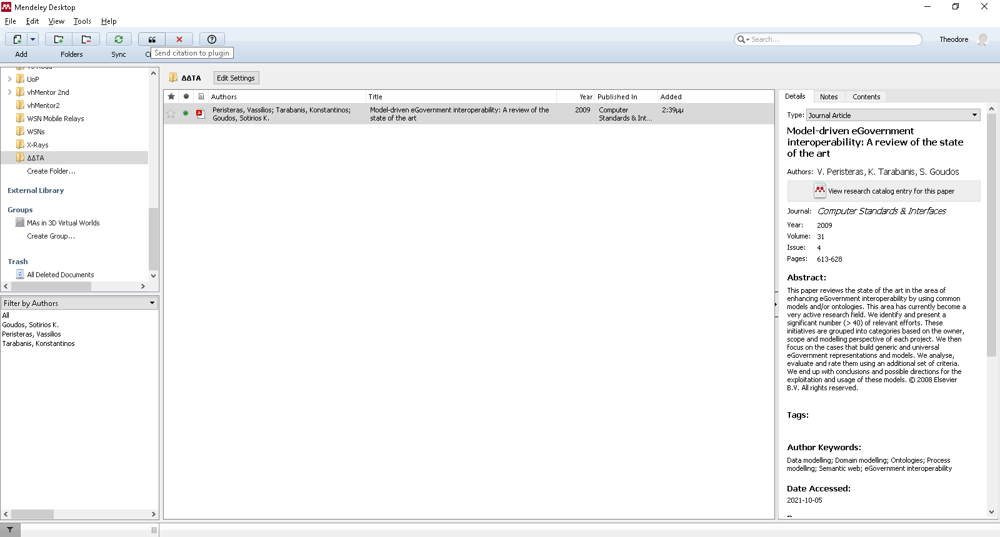 Mendeley Desktop
File Edit View Tools Help
Add Folders Sync
Send citation to plugin
Search...
Theodore
UoP
vhMentor 2nd
vhMentor2
WSN Mobile Relays
WSNs
X-Rays
ΔΔΤΑ
Create Folder...
External Library
Groups
MAs in 3D Virtual Worlds
Create Group...
Trash
All Deleted Documents
Filter by Authors
All
Goudos, Sotirios K.
Peristeras, Vassilios
Tarabanis, Konstantinos
ΔΔΤΑ Edit Settings
Authors Title Year Published In Added
Peristeras, Vassilios; Tarabanis, Konstantinos; Model-driven eGovernment interoperability: A review of the 2009 Computer 2:39μμ
Goudos, Sotirios K. state of the art Standards & Int...
Details Notes Contents
Type: Journal Article
Model-driven eGovernment
interoperability: A review of the state
of the art
Authors: V. Peristeras, K. Tarabanis, S. Goudos
View research catalog entry for this paper
Journal: Computer Standards & Interfaces
Year: 2009
Volume: 31
Issue: 4
Pages: 613-628
Abstract:
This paper reviews the state of the art in the area of
enhancing eGovernment interoperability by using common
models and/or ontologies. This area has currently become a
very active research field. We identify and present a
significant number (> 40) of relevant efforts. These
initiatives are grouped into categories based on the owner,
scope and modelling perspective of each project. We then
focus on the cases that build generic and universal
eGovernment representations and models. We analyse,
evaluate and rate them using an additional set of criteria.
We end up with conclusions and possible directions for the
exploitation and usage of these models. © 2008 Elsevier
B.V. All rights reserved.
Tags:
Author Keywords:
Data modelling; Domain modelling; Ontologies; Process
modelling; Semantic web; eGovernment interoperability
Date Accessed:
2021-10-05